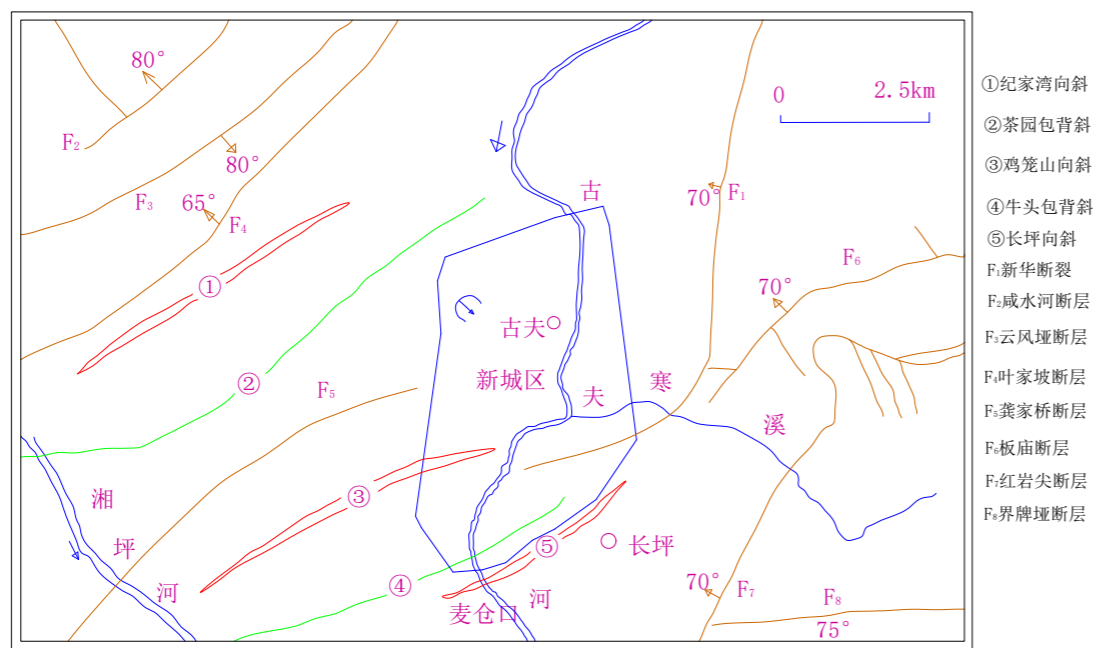 80°
F₂
80°
F₃
65°
F₄
①
②
F₅
③
④
⑤
0 2.5km
古
70°
F₁
F₆
70°
古夫
新城区
夫
寒
溪
湘
坪
河
长坪
河
麦仓口
70°
F₇
F₈
75°
①纪家湾向斜
②茶园包背斜
③鸡笼山向斜
④牛头包背斜
⑤长坪向斜
F₁新华断裂
F₂咸水河断层
F₃云风垭断层
F₄叶家坡断层
F₅龚家桥断层
F₆板庙断层
F₇红岩尖断层
F₈界牌垭断层